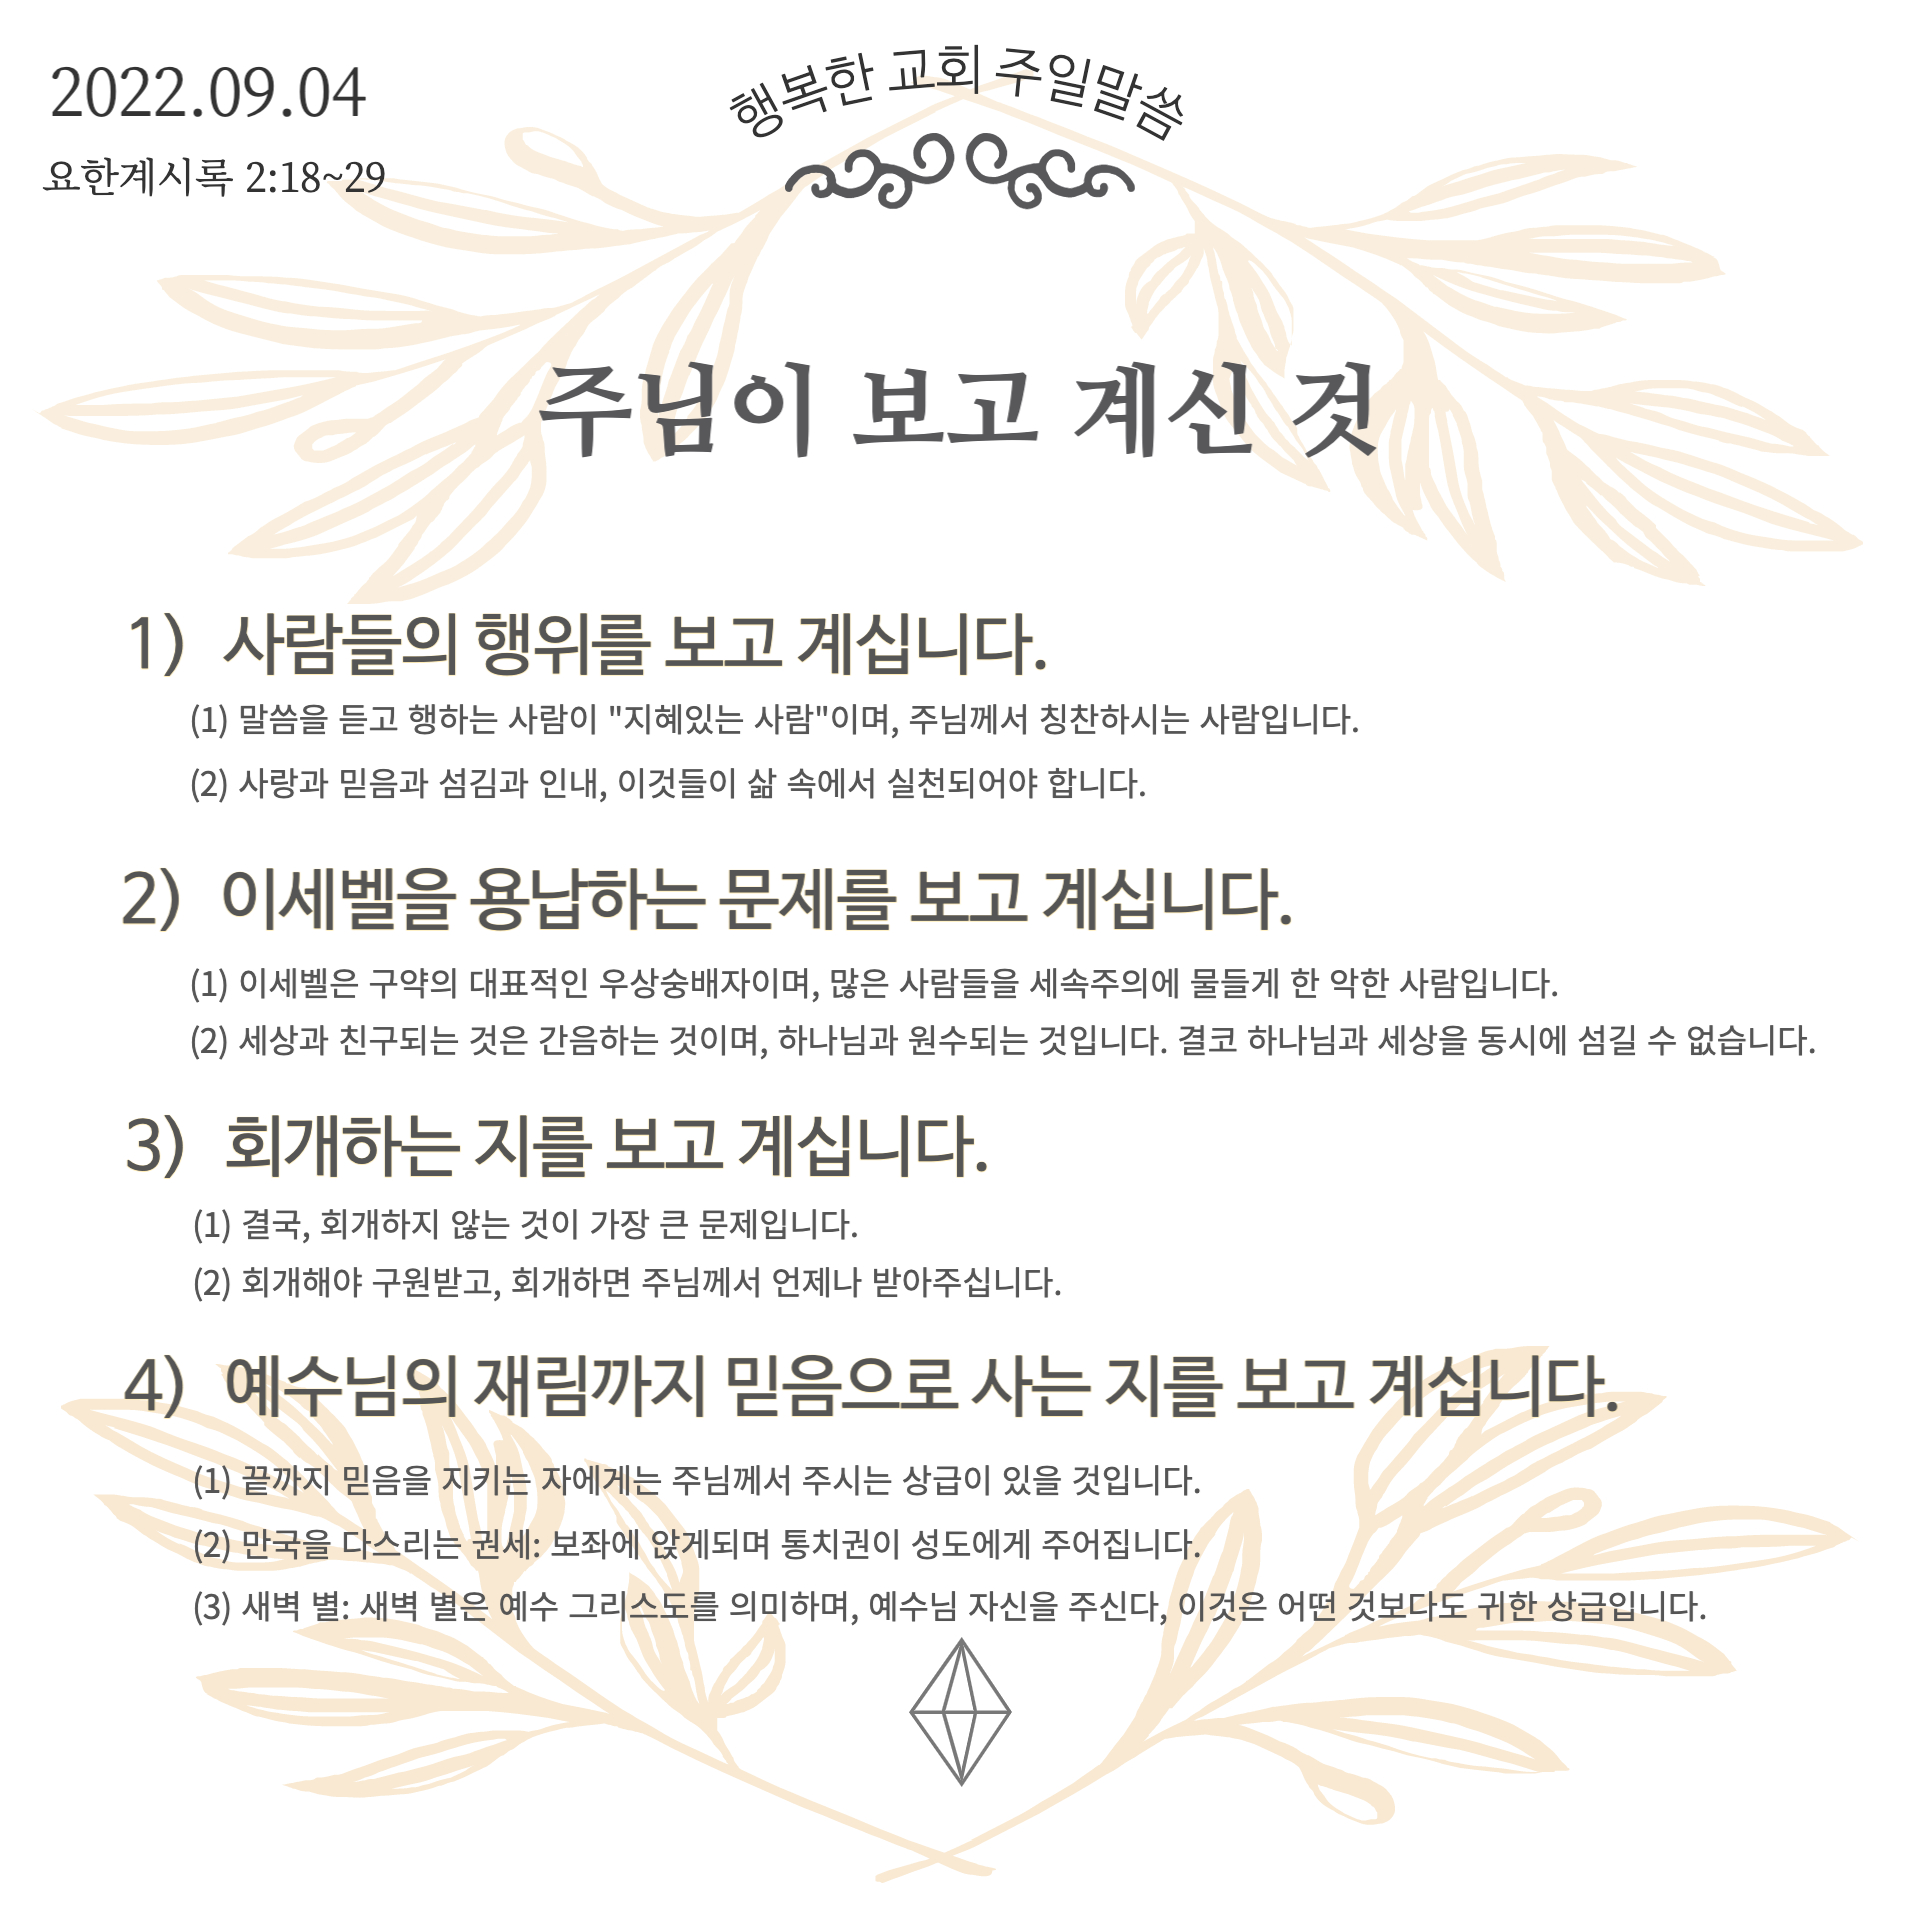 2022.09.04
요한계시록 2:18~29
행복한 교회 주일말씀
주님이 보고 계신 것
1) 사람들의 행위를 보고 계십니다.
(1) 말씀을 듣고 행하는 사람이 "지혜있는 사람"이며, 주님께서 칭찬하시는 사람입니다.
(2) 사랑과 믿음과 섬김과 인내, 이것들이 삶 속에서 실천되어야 합니다.
2) 이세벨을 용납하는 문제를 보고 계십니다.
(1) 이세벨은 구약의 대표적인 우상숭배자이며, 많은 사람들을 세속주의에 물들게 한 악한 사람입니다.
(2) 세상과 친구되는 것은 간음하는 것이며, 하나님과 원수되는 것입니다. 결코 하나님과 세상을 동시에 섬길 수 없습니다.
3) 회개하는 지를 보고 계십니다.
(1) 결국, 회개하지 않는 것이 가장 큰 문제입니다.
(2) 회개해야 구원받고, 회개하면 주님께서 언제나 받아주십니다.
4) 예수님의 재림까지 믿음으로 사는 지를 보고 계십니다.
(1) 끝까지 믿음을 지키는 자에게는 주님께서 주시는 상급이 있을 것입니다.
(2) 만국을 다스리는 권세: 보좌에 앉게되며 통치권이 성도에게 주어집니다.
(3) 새벽 별: 새벽 별은 예수 그리스도를 의미하며, 예수님 자신을 주신다, 이것은 어떤 것보다도 귀한 상급입니다.